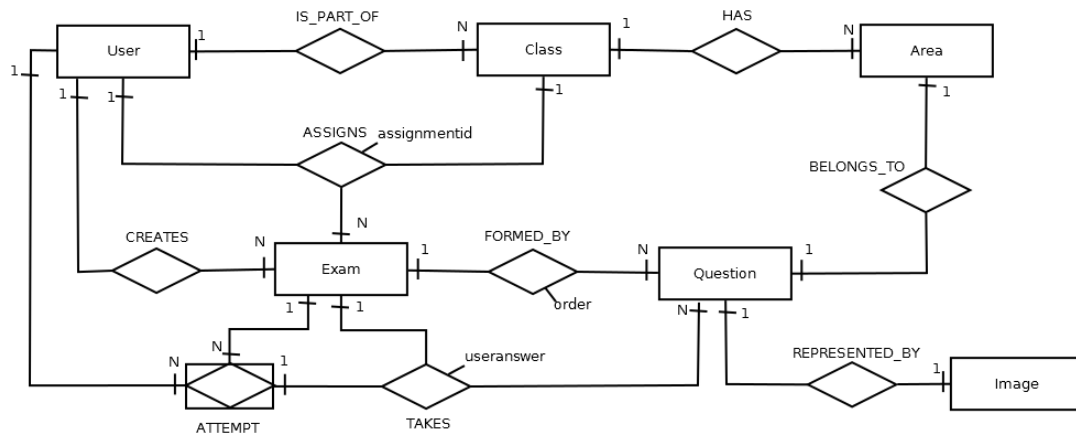 IS_PART_OF
HAS
User
1
N
Class
1
N
Area
1
1
1
1
1
ASSIGNS
assignmentid
BELONGS_TO
CREATES
N
N
Exam
1
FORMED_BY
N
Question
1
order
1
1
N
1
N
N
1
useranswer
REPRESENTED_BY
1
Image
ATTEMPT
TAKES